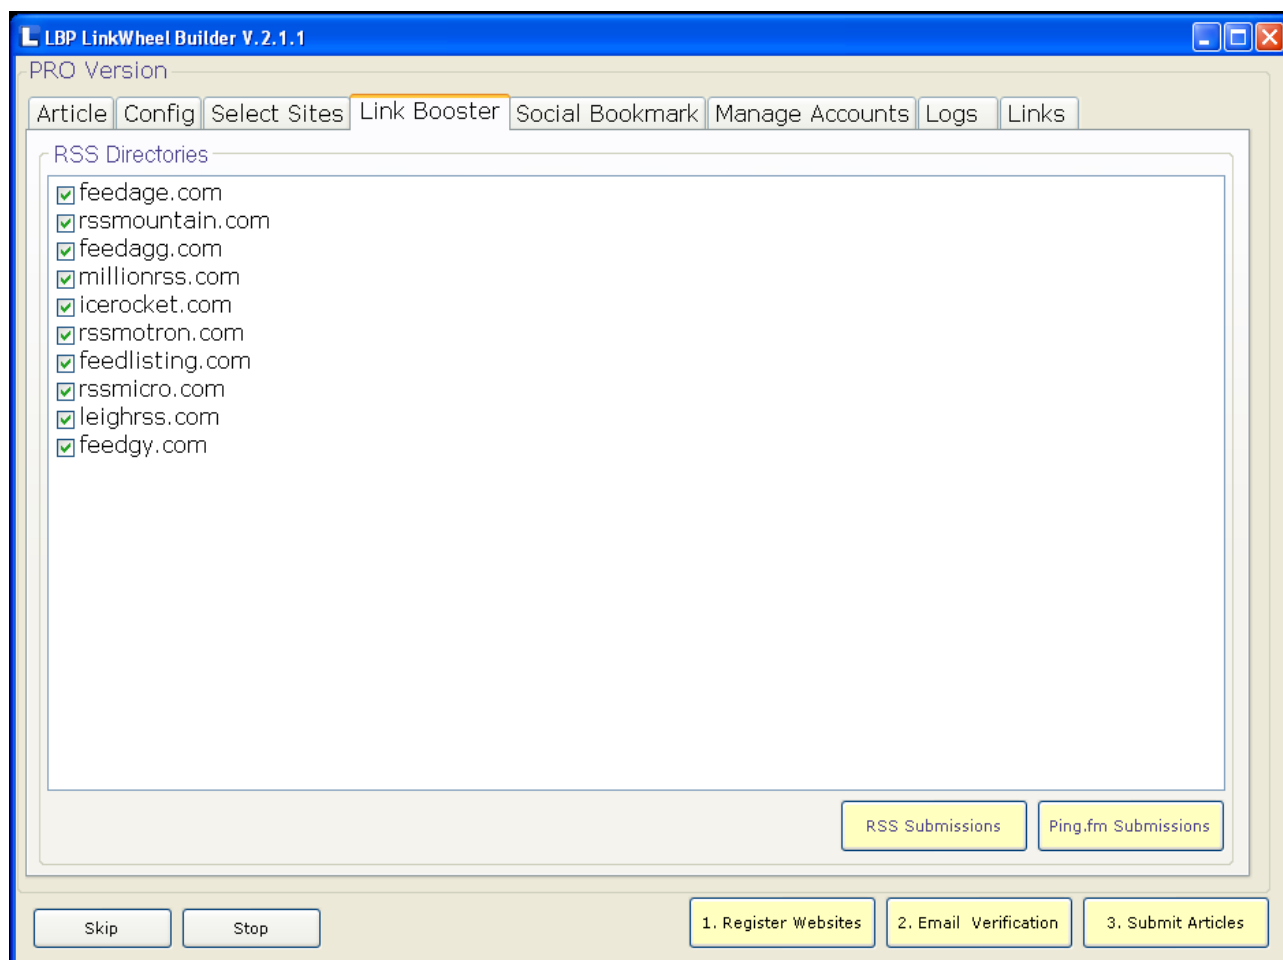 LBP LinkWheel Builder V.2.1.1
PRO Version
Article Config Select Sites Link Booster Social Bookmark Manage Accounts Logs Links
RSS Directories
feedage.com
rssmountain.com
feedagg.com
millionrss.com
icerocket.com
rssmotron.com
feedlisting.com
rssmicro.com
leighrss.com
feedgy.com
RSS Submissions Ping.fm Submissions
Skip Stop 1. Register Websites 2. Email Verification 3. Submit Articles